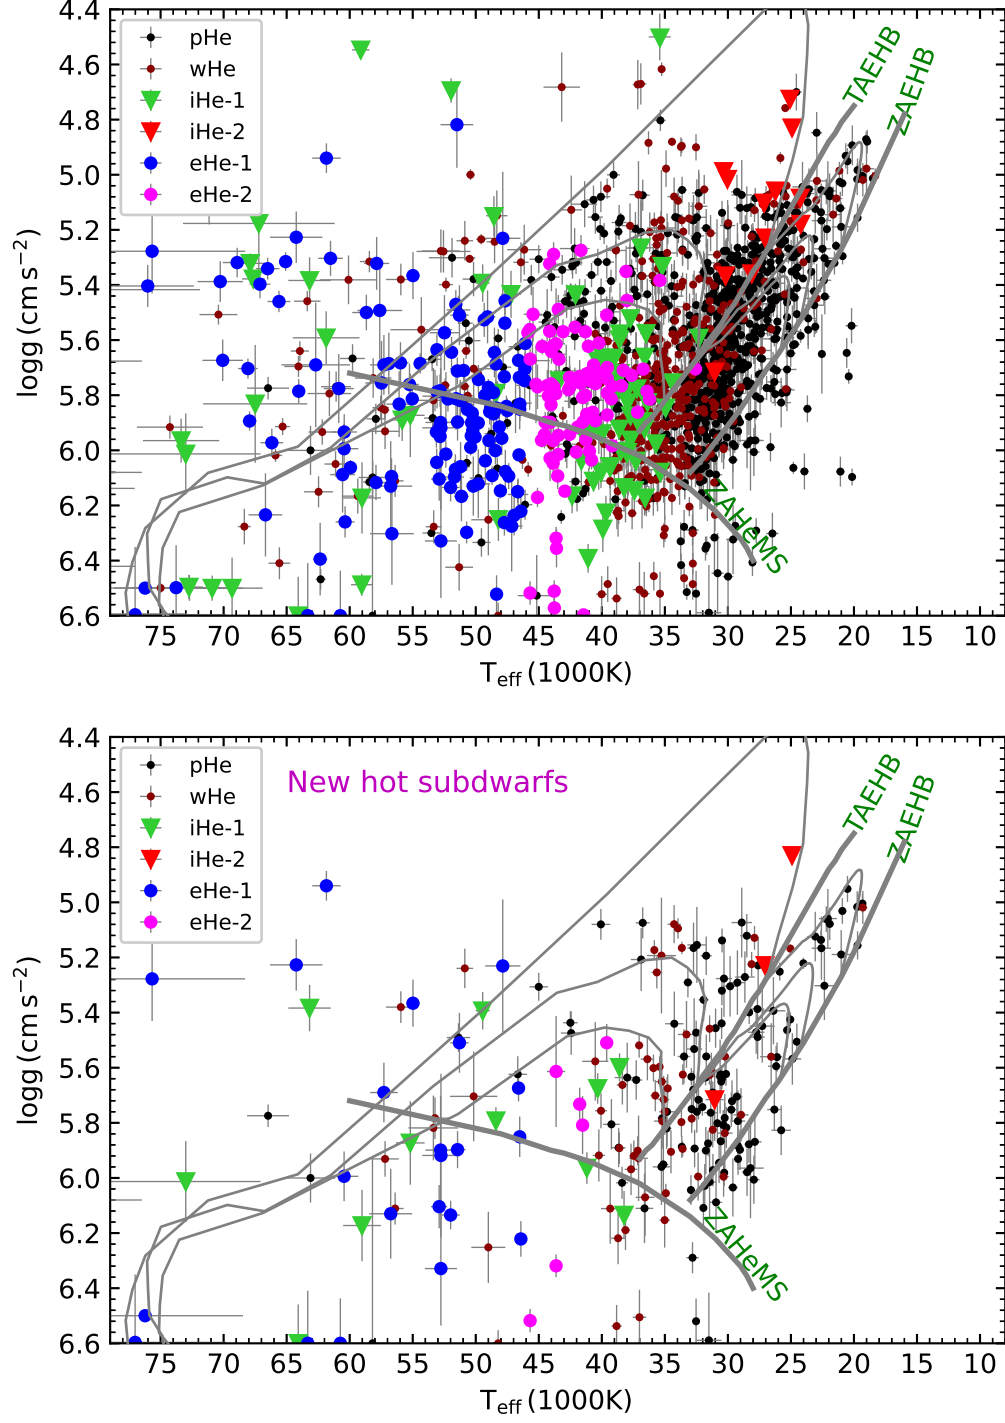 4.4
4.6
4.8
5.0
5.2
5.4
5.6
5.8
6.0
6.2
6.4
6.6
logg (cm s⁻²)
pHe
wHe
iHe-1
iHe-2
eHe-1
eHe-2
TAEHB
ZAEHB
ZAHeMS
75 70 65 60 55 50 45 40 35 30 25 20 15 10
T_eff (1000K)
4.4
4.6
4.8
5.0
5.2
5.4
5.6
5.8
6.0
6.2
6.4
6.6
logg (cm s⁻²)
pHe
wHe
iHe-1
iHe-2
eHe-1
eHe-2
New hot subdwarfs
TAEHB
ZAEHB
ZAHeMS
75 70 65 60 55 50 45 40 35 30 25 20 15 10
T_eff (1000K)